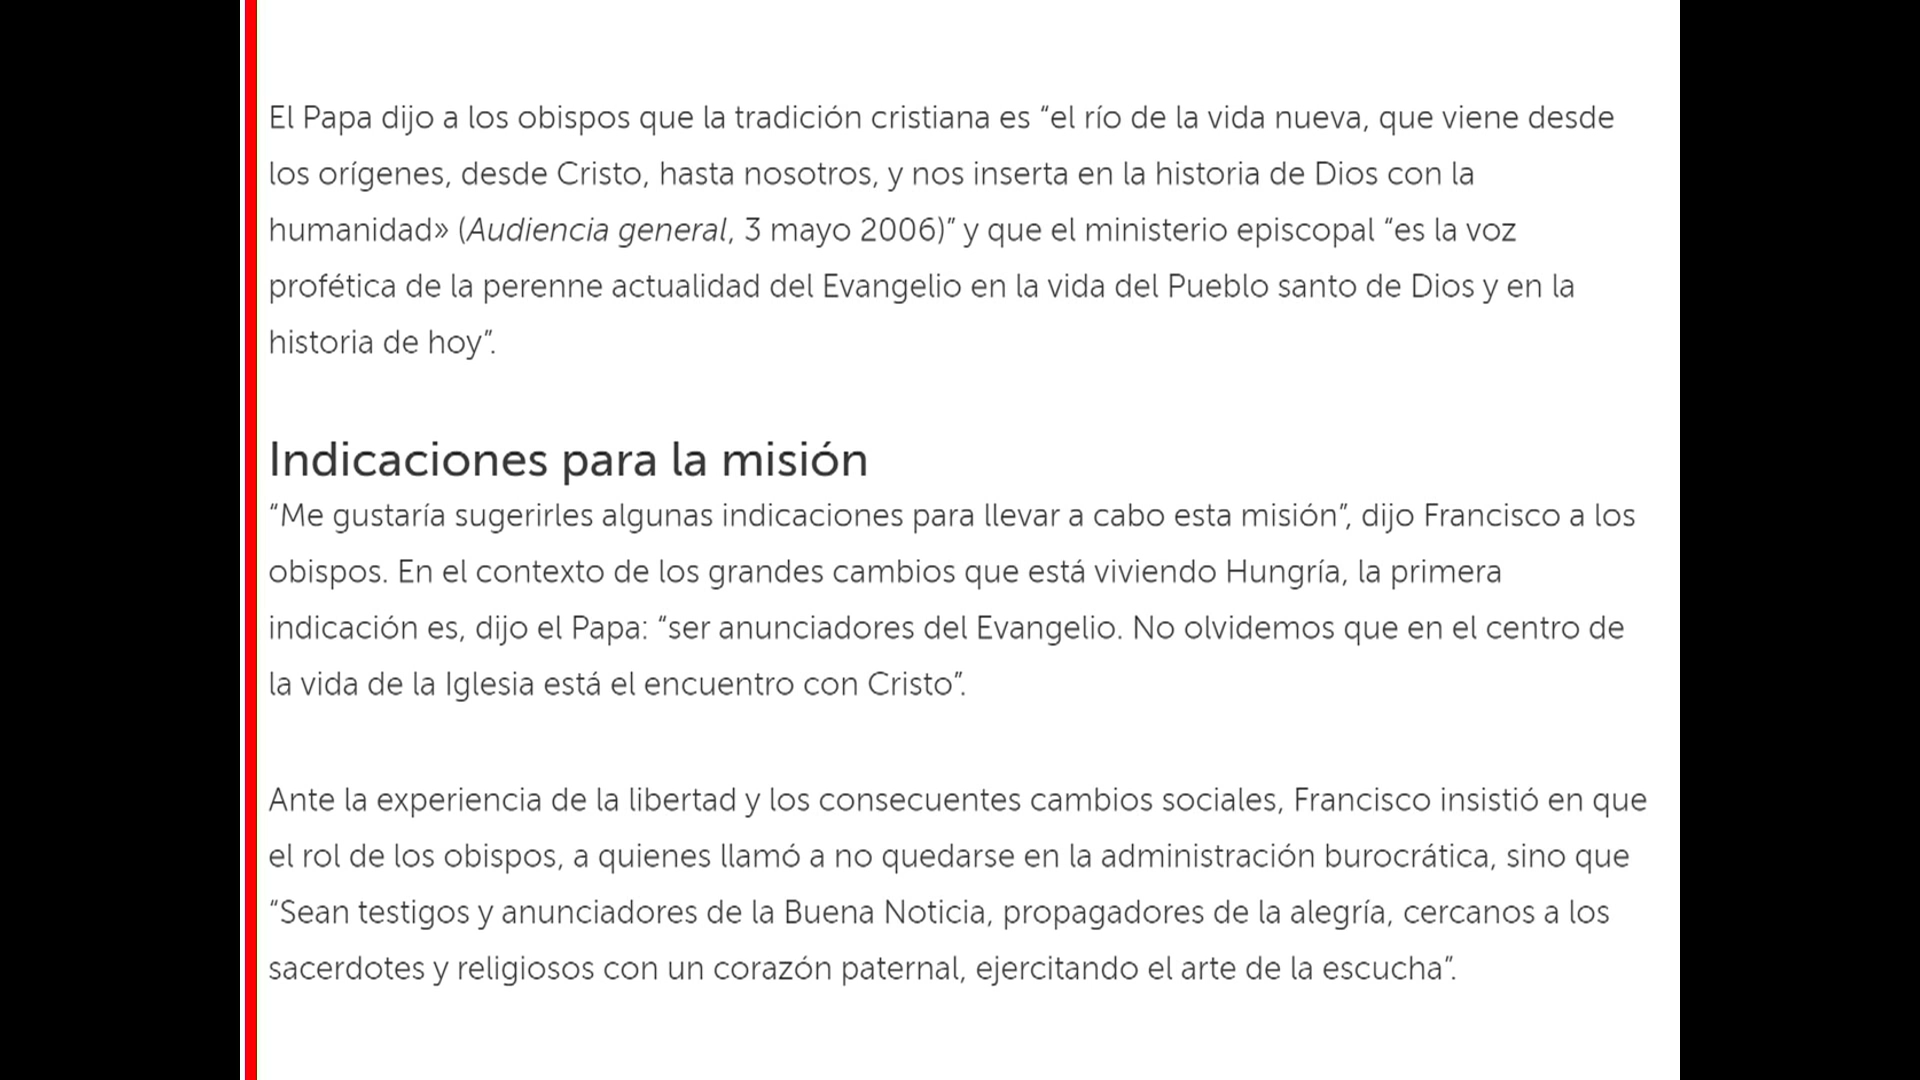 El Papa dijo a los obispos que la tradición cristiana es “el río de la vida nueva, que viene desde
los orígenes, desde Cristo, hasta nosotros, y nos inserta en la historia de Dios con la
humanidad» (Audiencia general, 3 mayo 2006)” y que el ministerio episcopal “es la voz
profética de la perenne actualidad del Evangelio en la vida del Pueblo santo de Dios y en la
historia de hoy”.
Indicaciones para la misión
“Me gustaría sugerirles algunas indicaciones para llevar a cabo esta misión”, dijo Francisco a los
obispos. En el contexto de los grandes cambios que está viviendo Hungría, la primera
indicación es, dijo el Papa: “ser anunciadores del Evangelio. No olvidemos que en el centro de
la vida de la Iglesia está el encuentro con Cristo”.
Ante la experiencia de la libertad y los consecuentes cambios sociales, Francisco insistió en que
el rol de los obispos, a quienes llamó a no quedarse en la administración burocrática, sino que
“Sean testigos y anunciadores de la Buena Noticia, propagadores de la alegría, cercanos a los
sacerdotes y religiosos con un corazón paternal, ejercitando el arte de la escucha”.